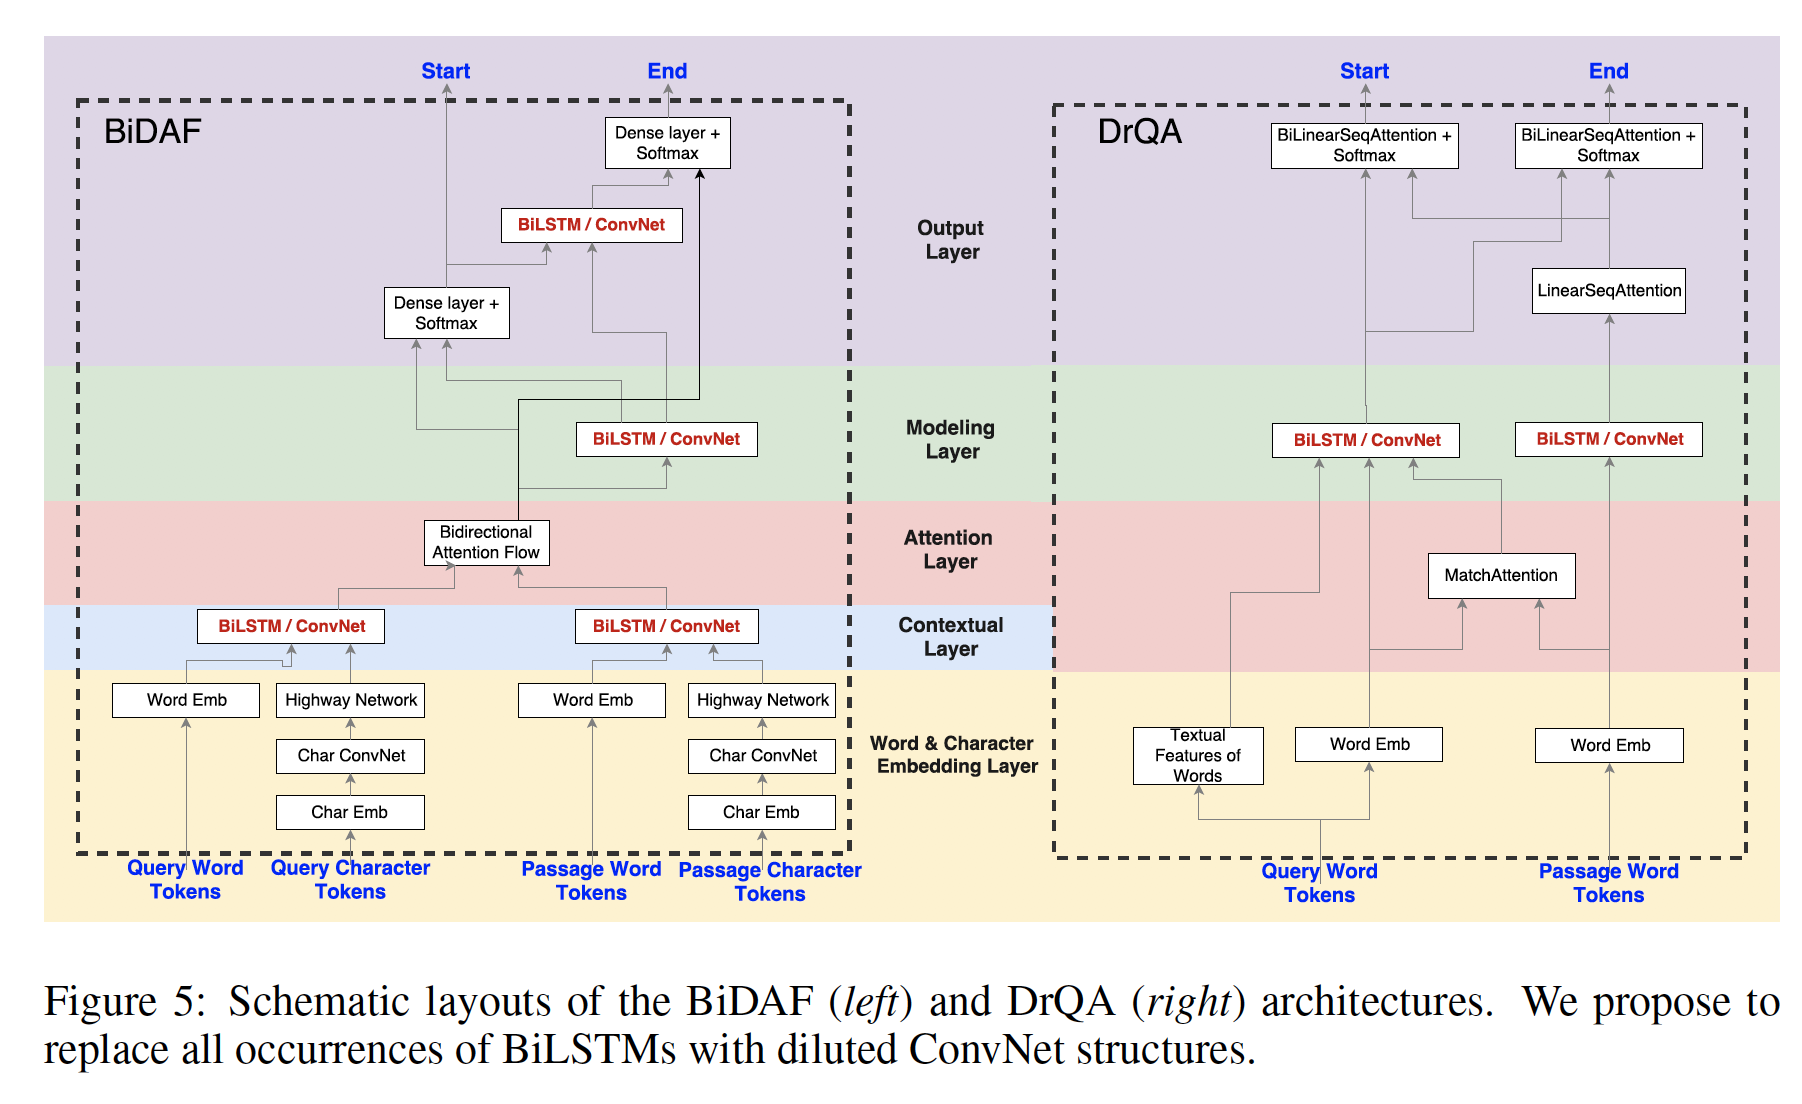 Start
End
Start
End
BiDAF
DrQA
Dense layer +
Softmax
BiLinearSeqAttention +
Softmax
BiLinearSeqAttention +
Softmax
BiLSTM / ConvNet
Output
Layer
Dense layer +
Softmax
LinearSeqAttention
BiLSTM / ConvNet
Modeling
Layer
BiLSTM / ConvNet
BiLSTM / ConvNet
Bidirectional
Attention Flow
Attention
Layer
MatchAttention
BiLSTM / ConvNet
BiLSTM / ConvNet
Contextual
Layer
Word Emb
Highway Network
Word Emb
Highway Network
Char ConvNet
Char ConvNet
Word & Character
Embedding Layer
Textual
Features of
Words
Word Emb
Word Emb
Char Emb
Char Emb
Query Word
Tokens
Query Character
Tokens
Passage Word
Tokens
Passage Character
Tokens
Query Word
Tokens
Passage Word
Tokens
Figure 5: Schematic layouts of the BiDAF (left) and DrQA (right) architectures. We propose to
replace all occurrences of BiLSTMs with diluted ConvNet structures.